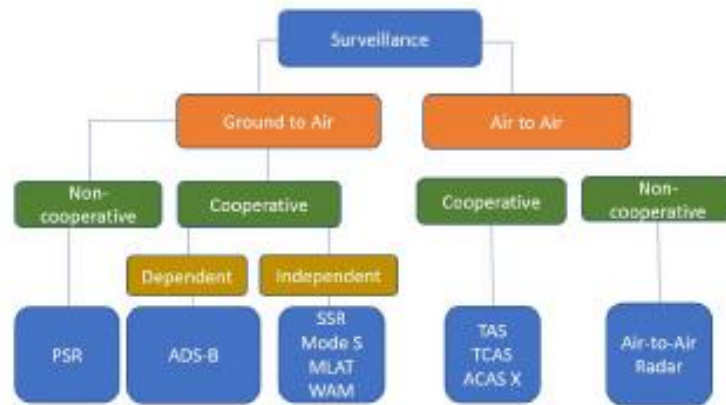 Surveillance
Ground to Air
Air to Air
Non-
cooperative
Cooperative
Cooperative
Non-
cooperative
Dependent
Independent
PSR
ADS-B
SSR
Mode S
MLAT
WAM
TAS
TCAS
ACAS X
Air-to-Air
Radar